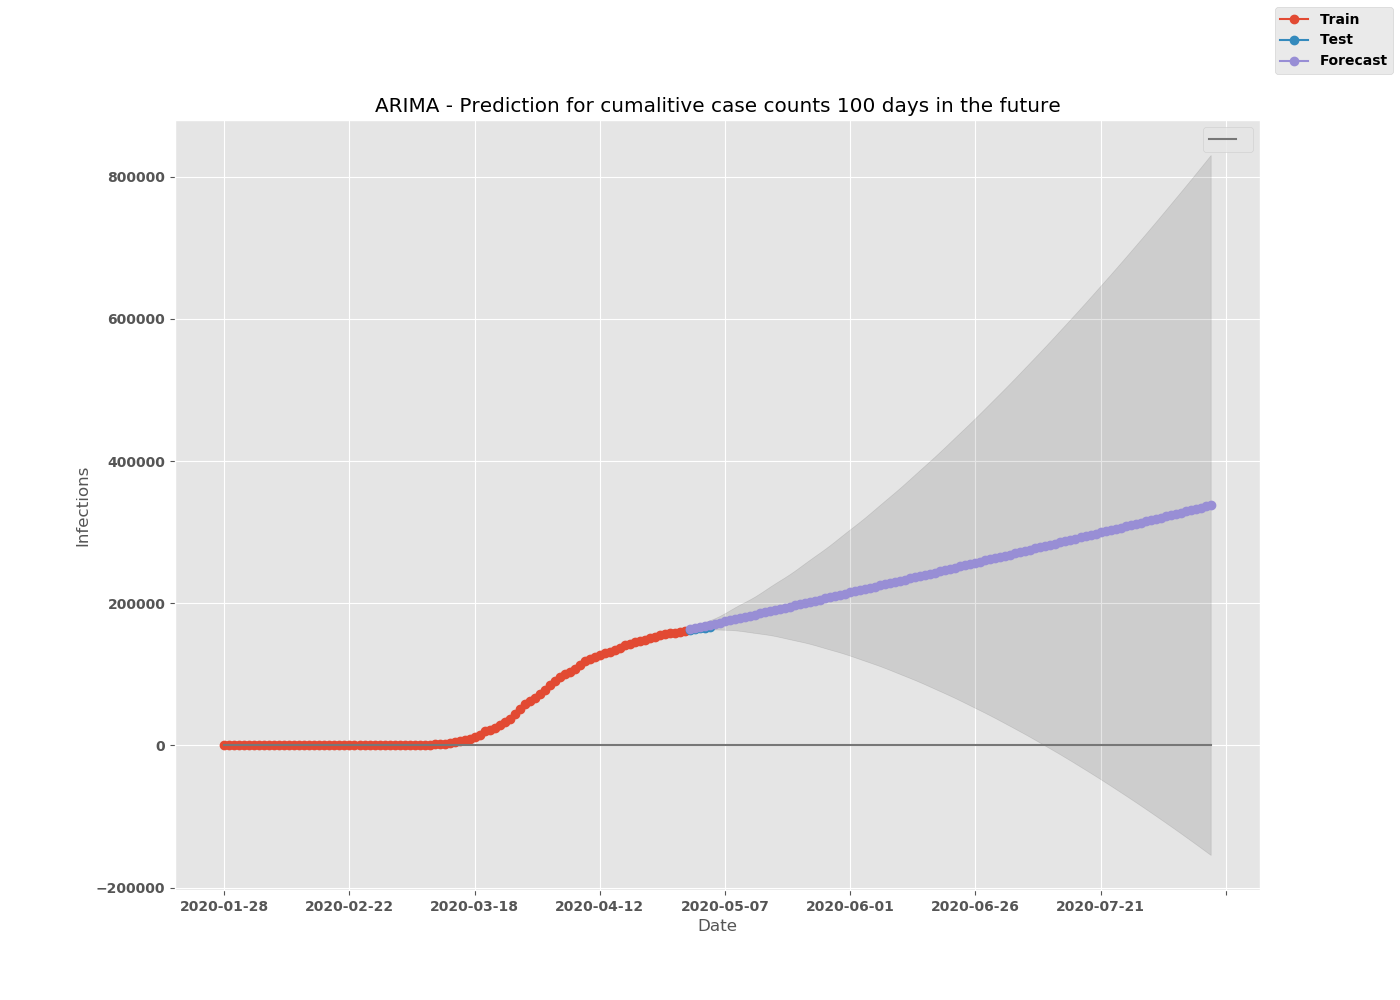 Train
Test
Forecast
ARIMA - Prediction for cumalitive case counts 100 days in the future
800000
600000
400000
200000
0
−200000
Infections
2020-01-28 2020-02-22 2020-03-18 2020-04-12 2020-05-07 2020-06-01 2020-06-26 2020-07-21
Date